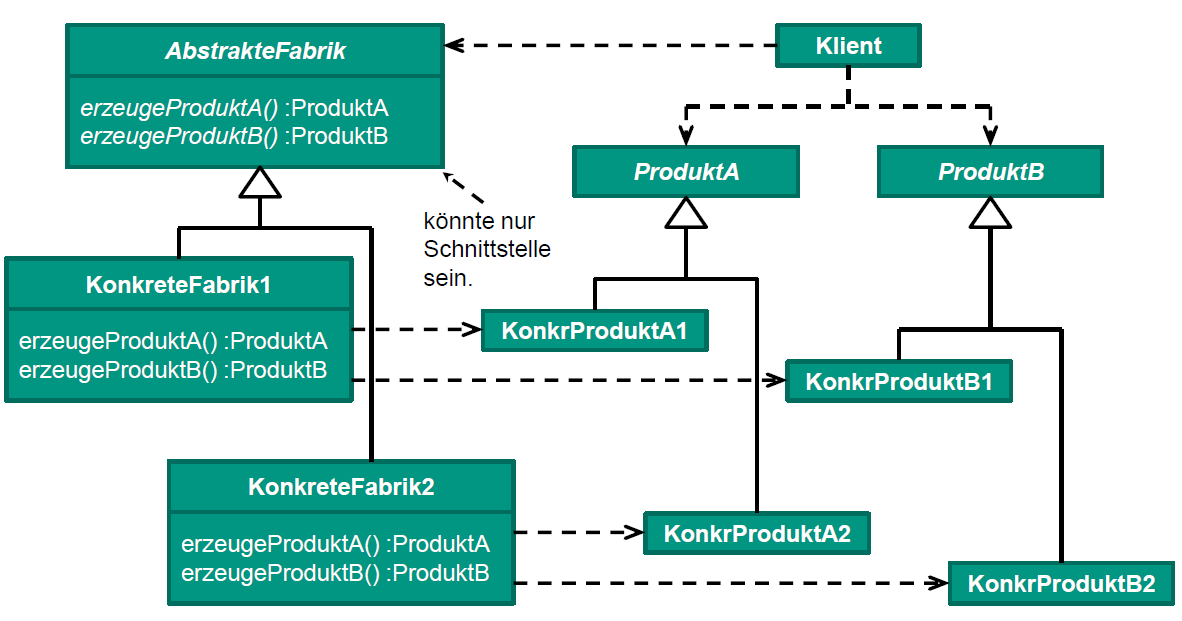 AbstrakteFabrik
erzeugeProduktA() :ProduktA
erzeugeProduktB() :ProduktB
Klient
ProduktA
ProduktB
könnte nur
Schnittstelle
sein.
KonkreteFabrik1
erzeugeProduktA() :ProduktA
erzeugeProduktB() :ProduktB
KonkrProduktA1
KonkrProduktB1
KonkreteFabrik2
erzeugeProduktA() :ProduktA
erzeugeProduktB() :ProduktB
KonkrProduktA2
KonkrProduktB2